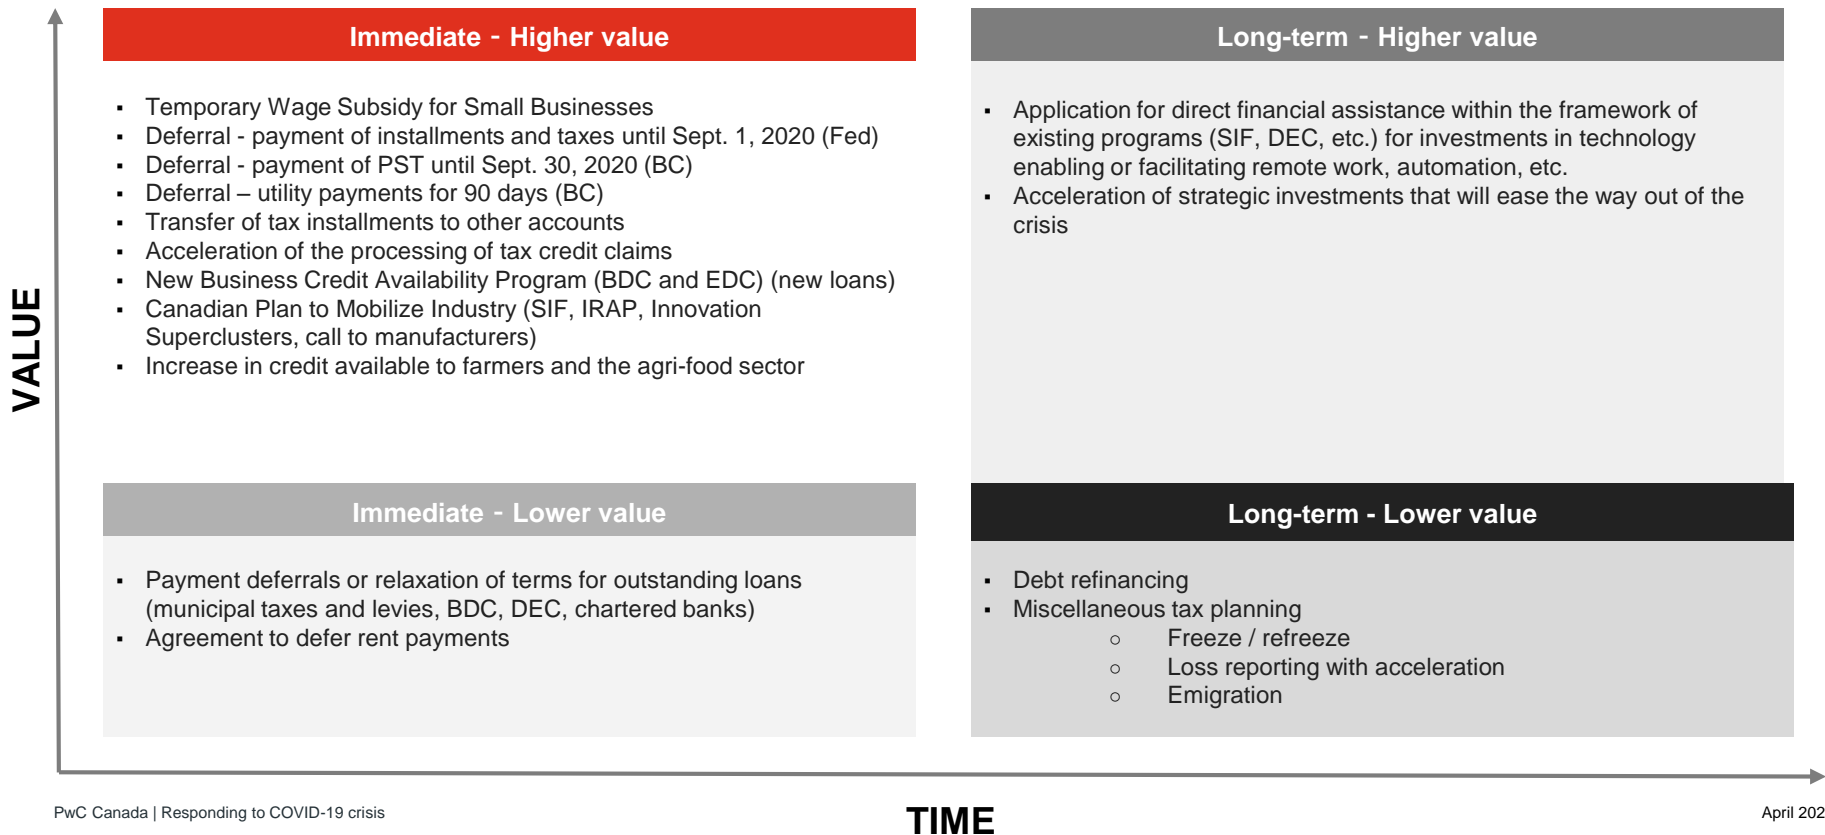 Immediate - Higher value
▪ Temporary Wage Subsidy for Small Businesses
▪ Deferral - payment of installments and taxes until Sept. 1, 2020 (Fed)
▪ Deferral - payment of PST until Sept. 30, 2020 (BC)
▪ Deferral – utility payments for 90 days (BC)
▪ Transfer of tax installments to other accounts
▪ Acceleration of the processing of tax credit claims
▪ New Business Credit Availability Program (BDC and EDC) (new loans)
▪ Canadian Plan to Mobilize Industry (SIF, IRAP, Innovation
Superclusters, call to manufacturers)
▪ Increase in credit available to farmers and the agri-food sector
Long-term - Higher value
▪ Application for direct financial assistance within the framework of
existing programs (SIF, DEC, etc.) for investments in technology
enabling or facilitating remote work, automation, etc.
▪ Acceleration of strategic investments that will ease the way out of the
crisis
VALUE
Immediate - Lower value
▪ Payment deferrals or relaxation of terms for outstanding loans
(municipal taxes and levies, BDC, DEC, chartered banks)
▪ Agreement to defer rent payments
Long-term - Lower value
▪ Debt refinancing
▪ Miscellaneous tax planning
○ Freeze / refreeze
○ Loss reporting with acceleration
○ Emigration
PwC Canada | Responding to COVID-19 crisis
TIME
April 202